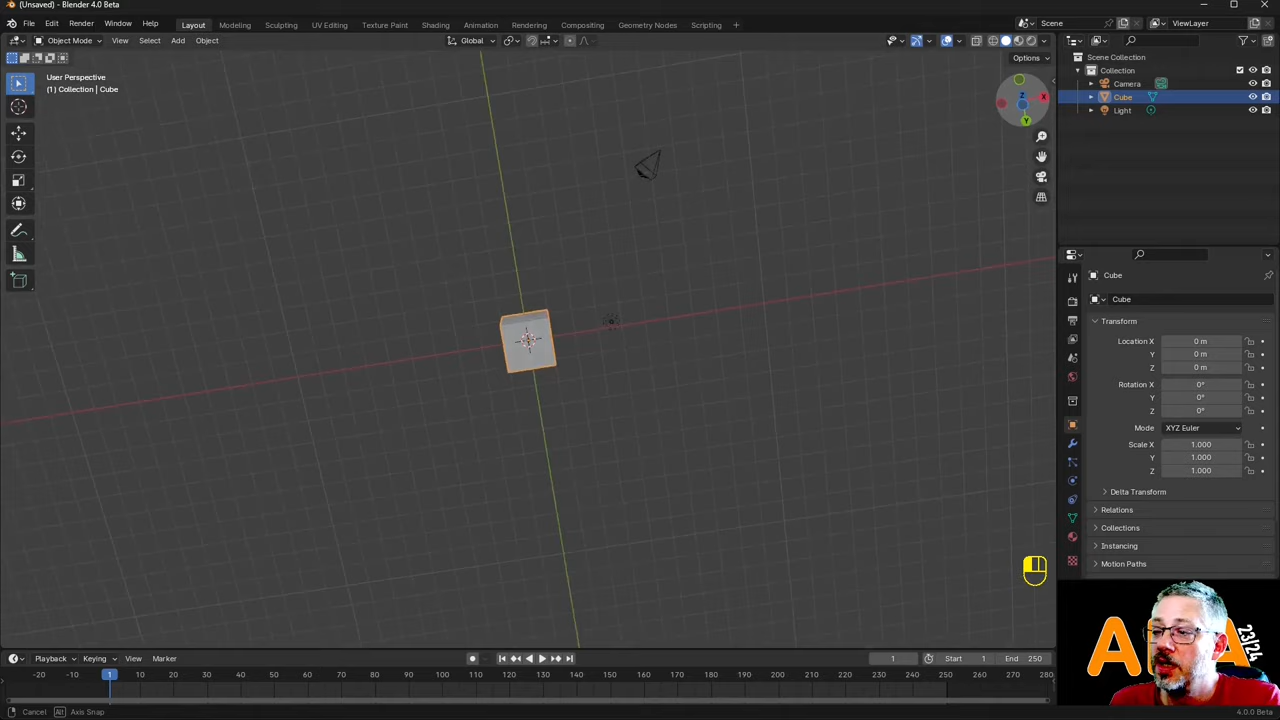 (Unsaved) - Blender 4.0 Beta
File Edit Render Window Help Layout Modeling Sculpting UV Editing Texture Paint Shading Animation Rendering Compositing Geometry Nodes Scripting + Scene ViewLayer
Object Mode View Select Add Object Global
Options
User Perspective
(1) Collection | Cube
Scene Collection
Collection
Camera
Cube
Light
X
Z
Y
Cube
Cube
Transform
Location X 0 m
Y 0 m
Z 0 m
Rotation X 0°
Y 0°
Z 0°
Mode XYZ Euler
Scale X 1.000
Y 1.000
Z 1.000
Delta Transform
Relations
Collections
Instancing
Motion Paths
23/24
Playback Keying View Marker 1 Start 1 End 250
-20 -10 1 10 20 30 40 50 60 70 80 90 100 110 120 130 140 150 160 170 180 190 200 210 220 230 240 250 260 270 280
Cancel Alt Axis Snap 4.0.0 Beta